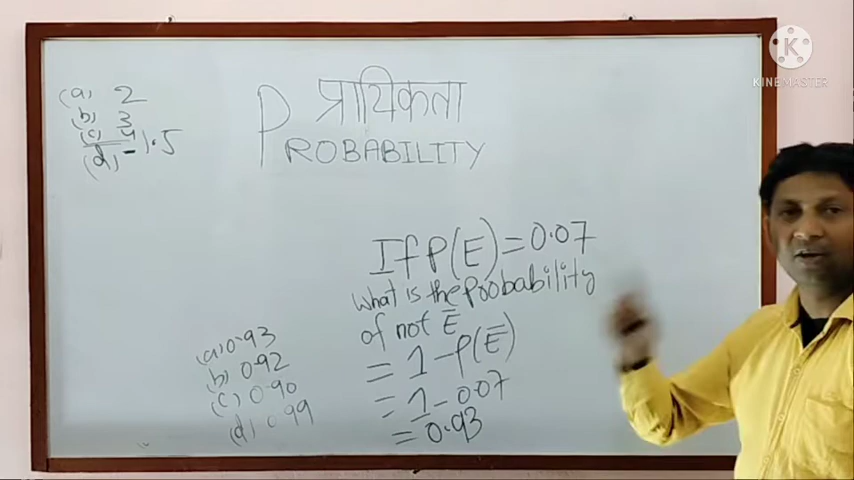 (a) 2
(b) 3
(c) 4
(d) -1.5
P प्रायिकता
PROBABILITY
If P(E) = 0.07
What is the probability
of not Ē
= 1 - P(Ē)
= 1 - 0.07
= 0.93
(a) 0.93
(b) 0.92
(c) 0.90
(d) 0.99
K
KINEMASTER